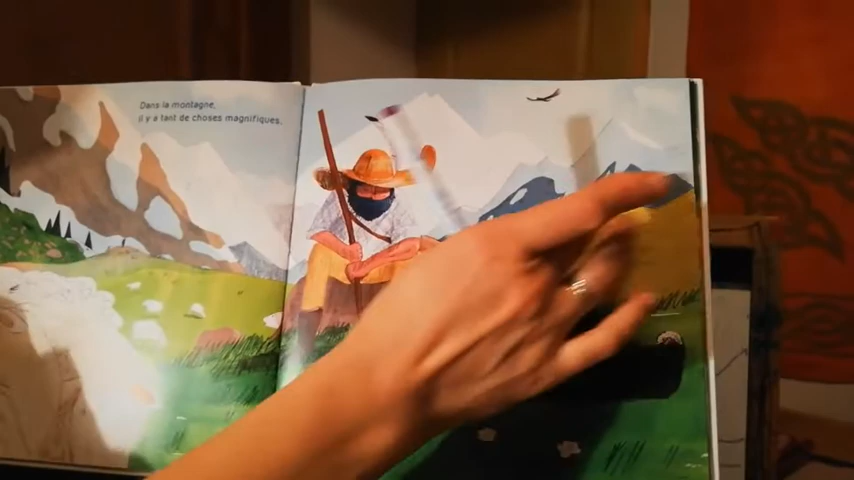 Dans la montagne,
il y a tant de choses magnifiques.